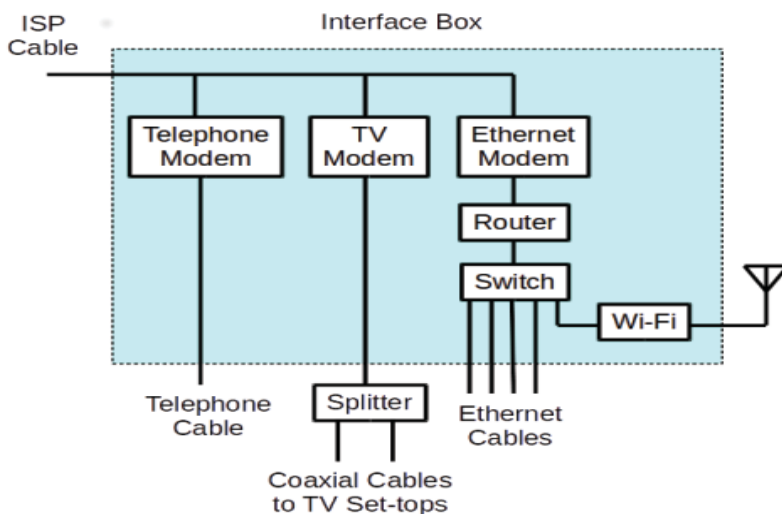 ISP
Cable
Interface Box
Telephone
Modem
TV
Modem
Ethernet
Modem
Router
Switch
Wi-Fi
Telephone
Cable
Splitter
Ethernet
Cables
Coaxial Cables
to TV Set-tops